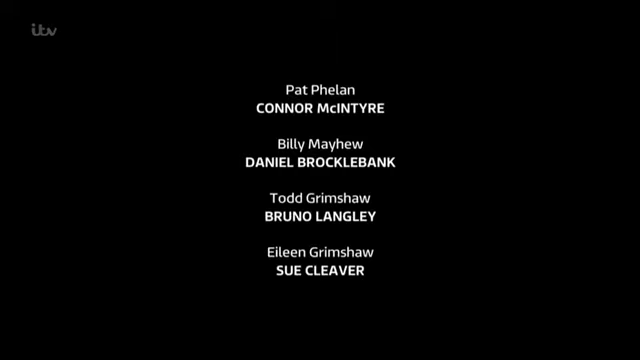 itv
Pat Phelan
CONNOR McINTYRE
Billy Mayhew
DANIEL BROCKLEBANK
Todd Grimshaw
BRUNO LANGLEY
Eileen Grimshaw
SUE CLEAVER